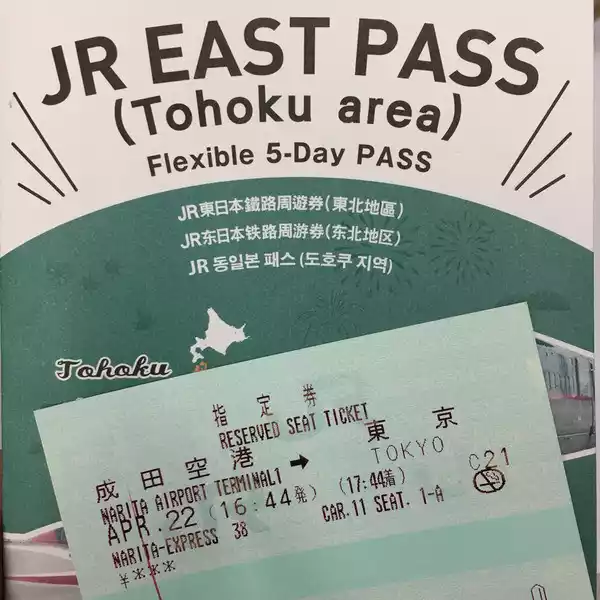 JR EAST PASS
(Tohoku area)
Flexible 5-Day PASS
JR東日本鐵路周遊券(東北地區)
JR东日本铁路周游券(东北地区)
JR 동일본 패스 (도호쿠 지역)
Tohoku
指定券
RESERVED SEAT TICKET
成田空港 ➡ 東京
NARITA AIRPORT TERMINAL1 TOKYO
APR.22 (16:44発) (17:44着) C21
NARITA-EXPRESS 38 CAR.11 SEAT. 1-A
¥***